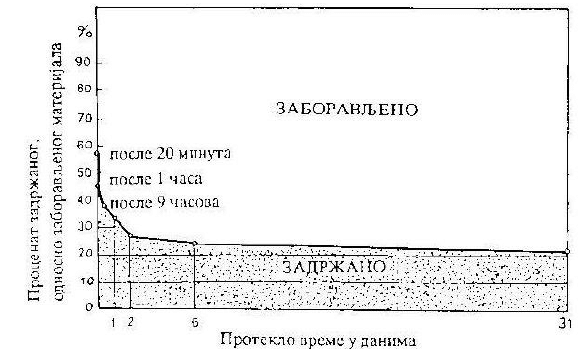 %
90
80
70
60
50
40
30
20
10
0
Проценат задржаног,
односно заборављеног материјала
ЗАБОРАВЉЕНО
после 20 минута
после 1 часа
после 9 часова
ЗАДРЖАНО
1 2 6 31
Протекло време у данима